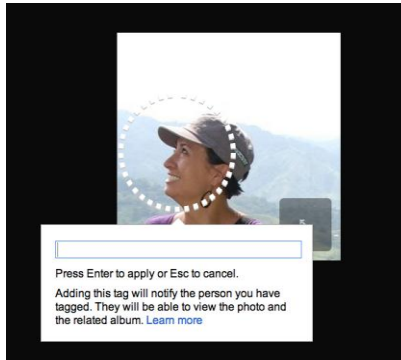 Press Enter to apply or Esc to cancel.
Adding this tag will notify the person you have
tagged. They will be able to view the photo and
the related album. Learn more